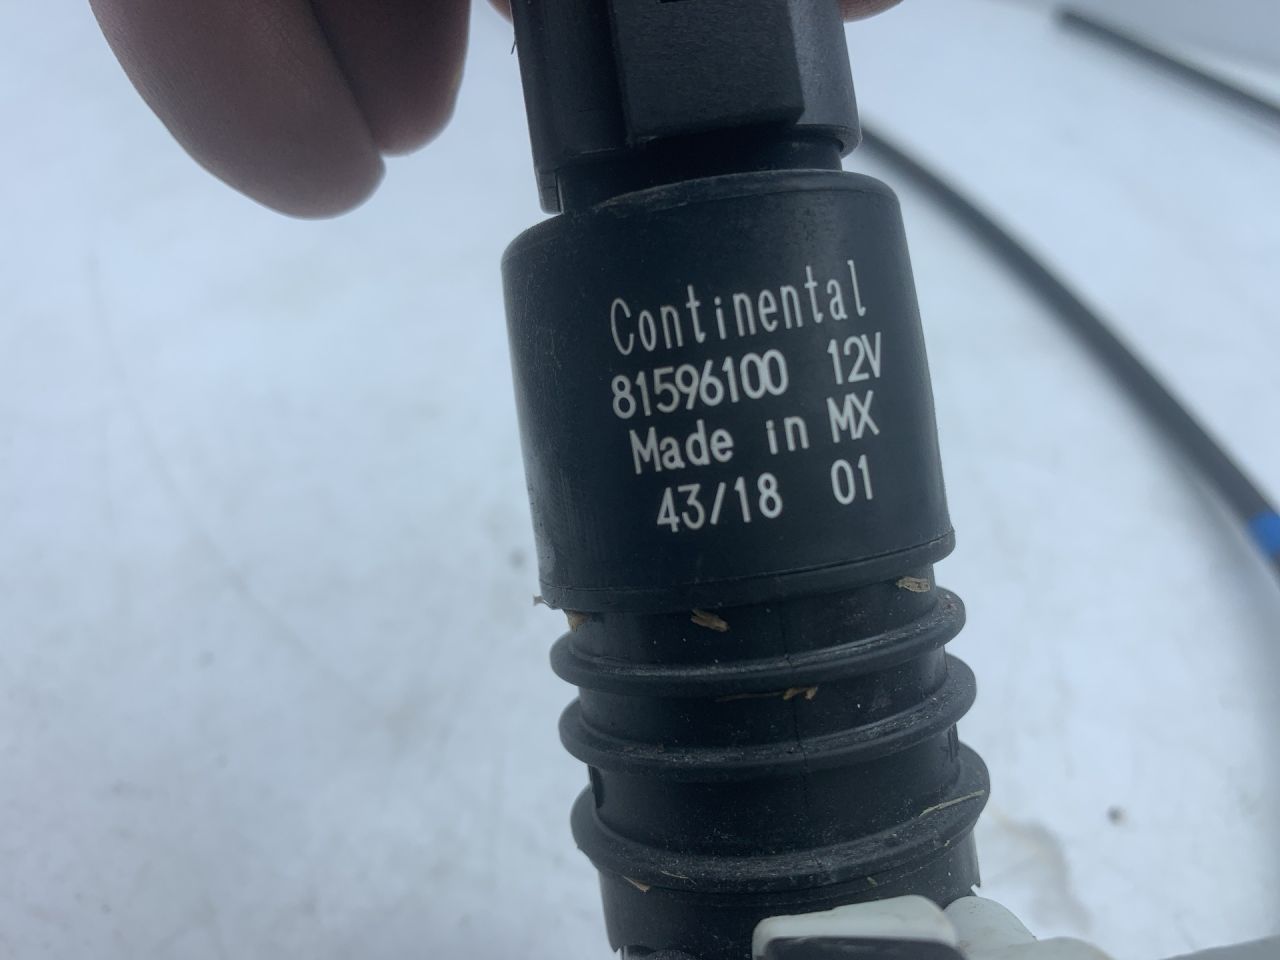 Continental
81596100 12V
Made in MX
43/18 01